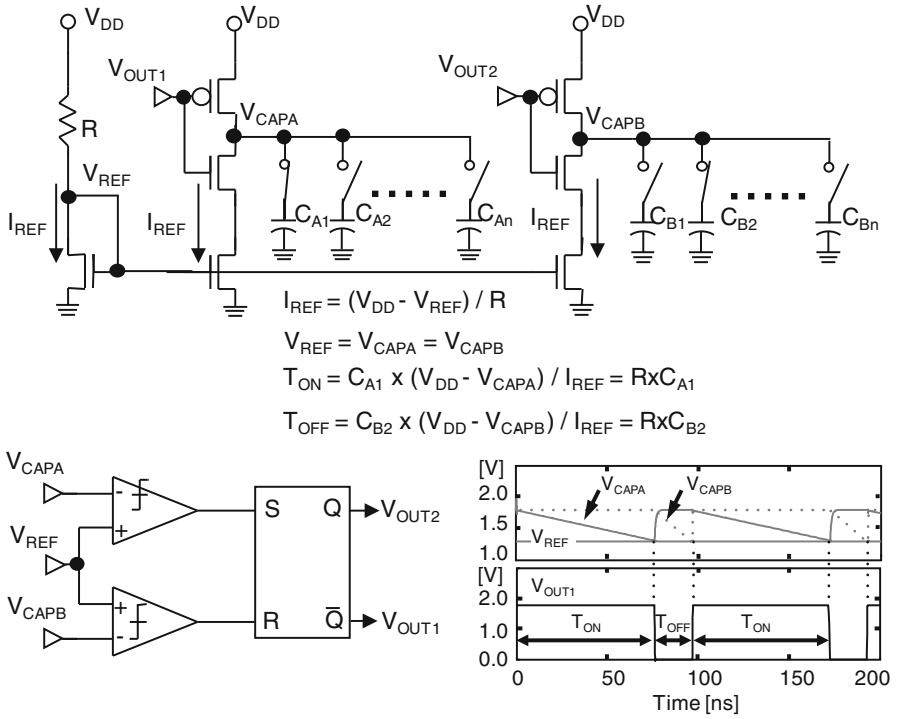 V_DD V_DD V_DD
V_OUT1 V_OUT2
V_CAPA V_CAPB
R
V_REF
I_REF I_REF I_REF
C_A1 C_A2 C_An C_B1 C_B2 C_Bn
I_REF = (V_DD - V_REF) / R
V_REF = V_CAPA = V_CAPB
T_ON = C_A1 x (V_DD - V_CAPA) / I_REF = RxC_A1
T_OFF = C_B2 x (V_DD - V_CAPB) / I_REF = RxC_B2
V_CAPA
-
+
V_REF
V_CAPB
+
-
S Q V_OUT2
R Q̅ V_OUT1
[V]
2.0
1.5
1.0
V_CAPA V_CAPB
V_REF
[V]
2.0
1.0
0.0
V_OUT1
T_ON T_OFF T_ON
0 50 100 150 200
Time [ns]